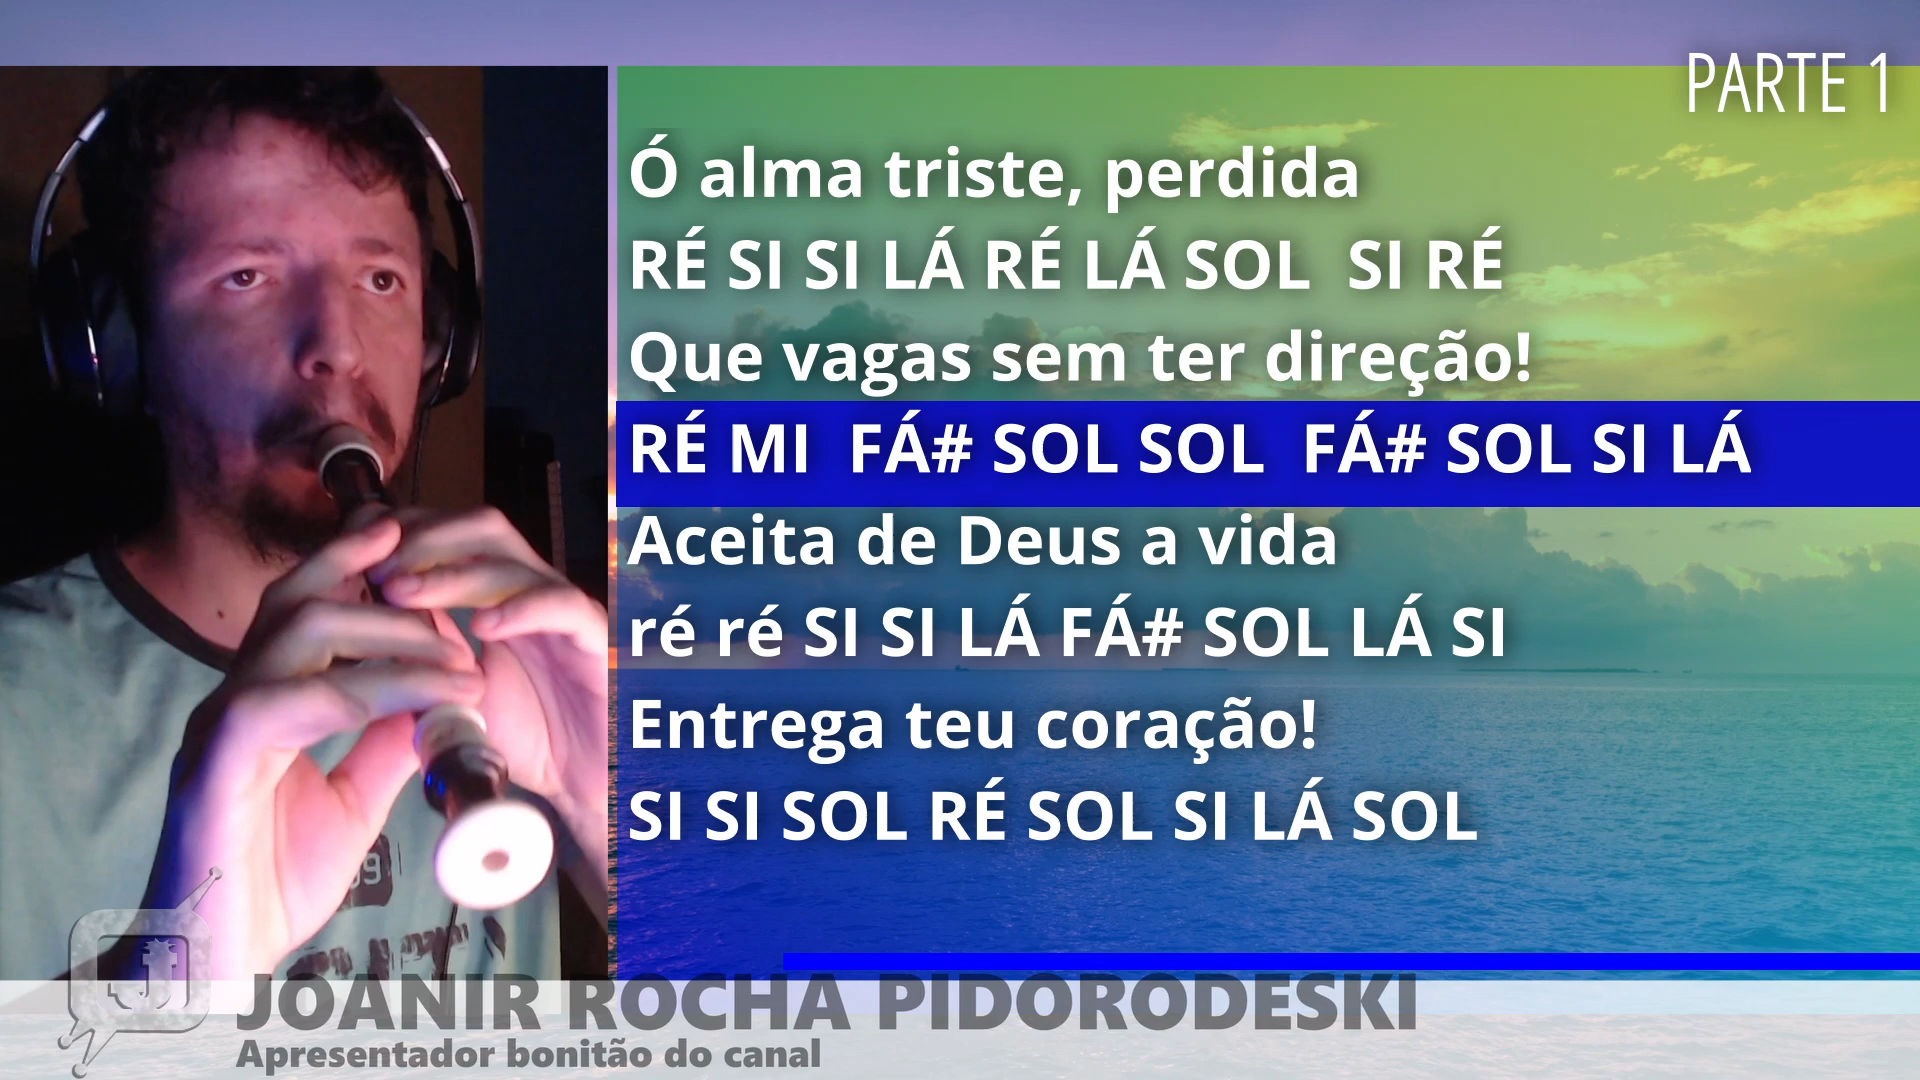 PARTE 1
Ó alma triste, perdida
RÉ SI SI LÁ RÉ LÁ SOL  SI RÉ
Que vagas sem ter direção!
RÉ MI  FÁ# SOL SOL  FÁ# SOL SI LÁ
Aceita de Deus a vida
ré ré SI SI LÁ FÁ# SOL LÁ SI
Entrega teu coração!
SI SI SOL RÉ SOL SI LÁ SOL
JOANIR ROCHA PIDORODESKI
Apresentador bonitão do canal